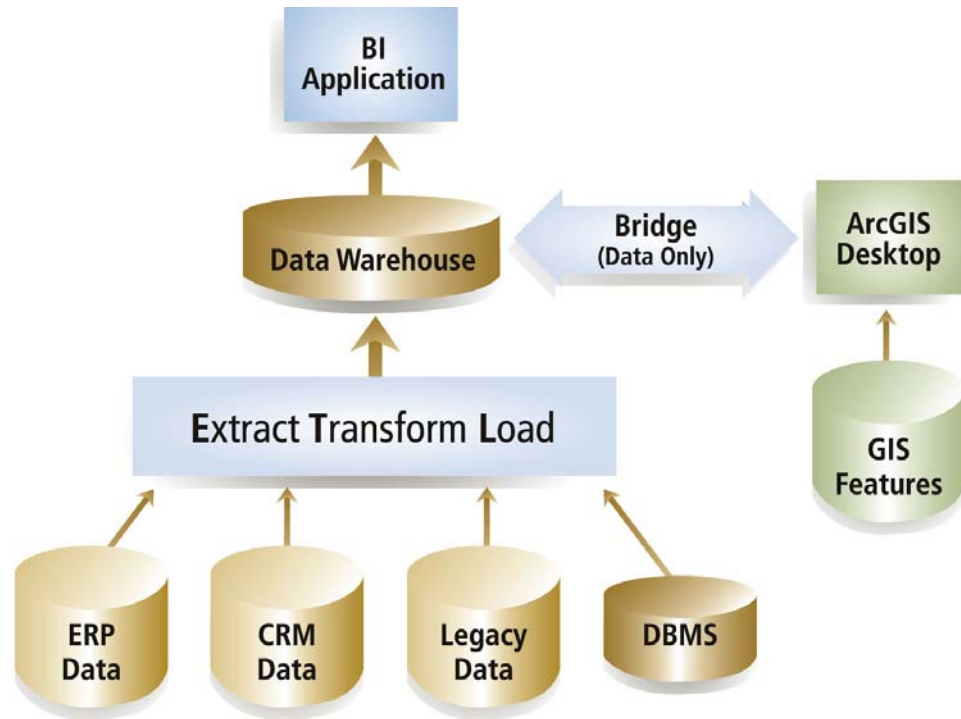 BI
Application
Data Warehouse
Bridge
(Data Only)
ArcGIS
Desktop
Extract Transform Load
GIS
Features
ERP
Data
CRM
Data
Legacy
Data
DBMS